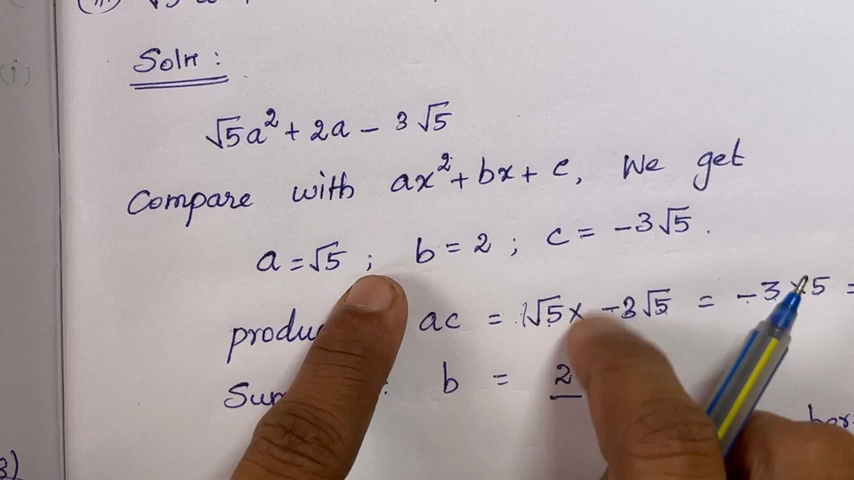 (i)
Soln :
√5a² + 2a - 3√5
Compare with ax² + bx + c, We get
a = √5 ; b = 2 ; c = -3√5.
ac = √5 x -3√5 = -3 x 5 =
b = 2
3)